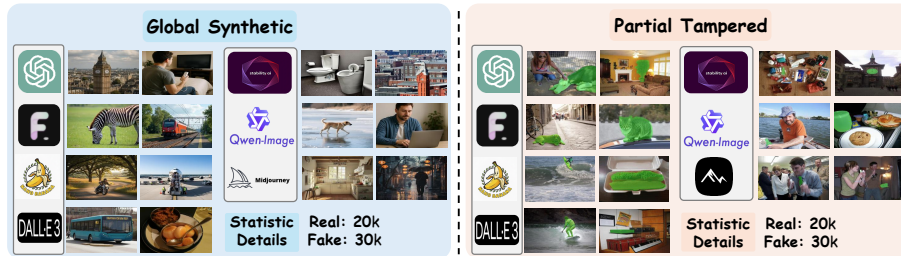 Global Synthetic
stability.ai
Qwen-Image
Midjourney
DALL·E 3
Statistic
Details
Real: 20k
Fake: 30k
Partial Tampered
stability.ai
Qwen-Image
DALL·E 3
Statistic
Details
Real: 20k
Fake: 30k